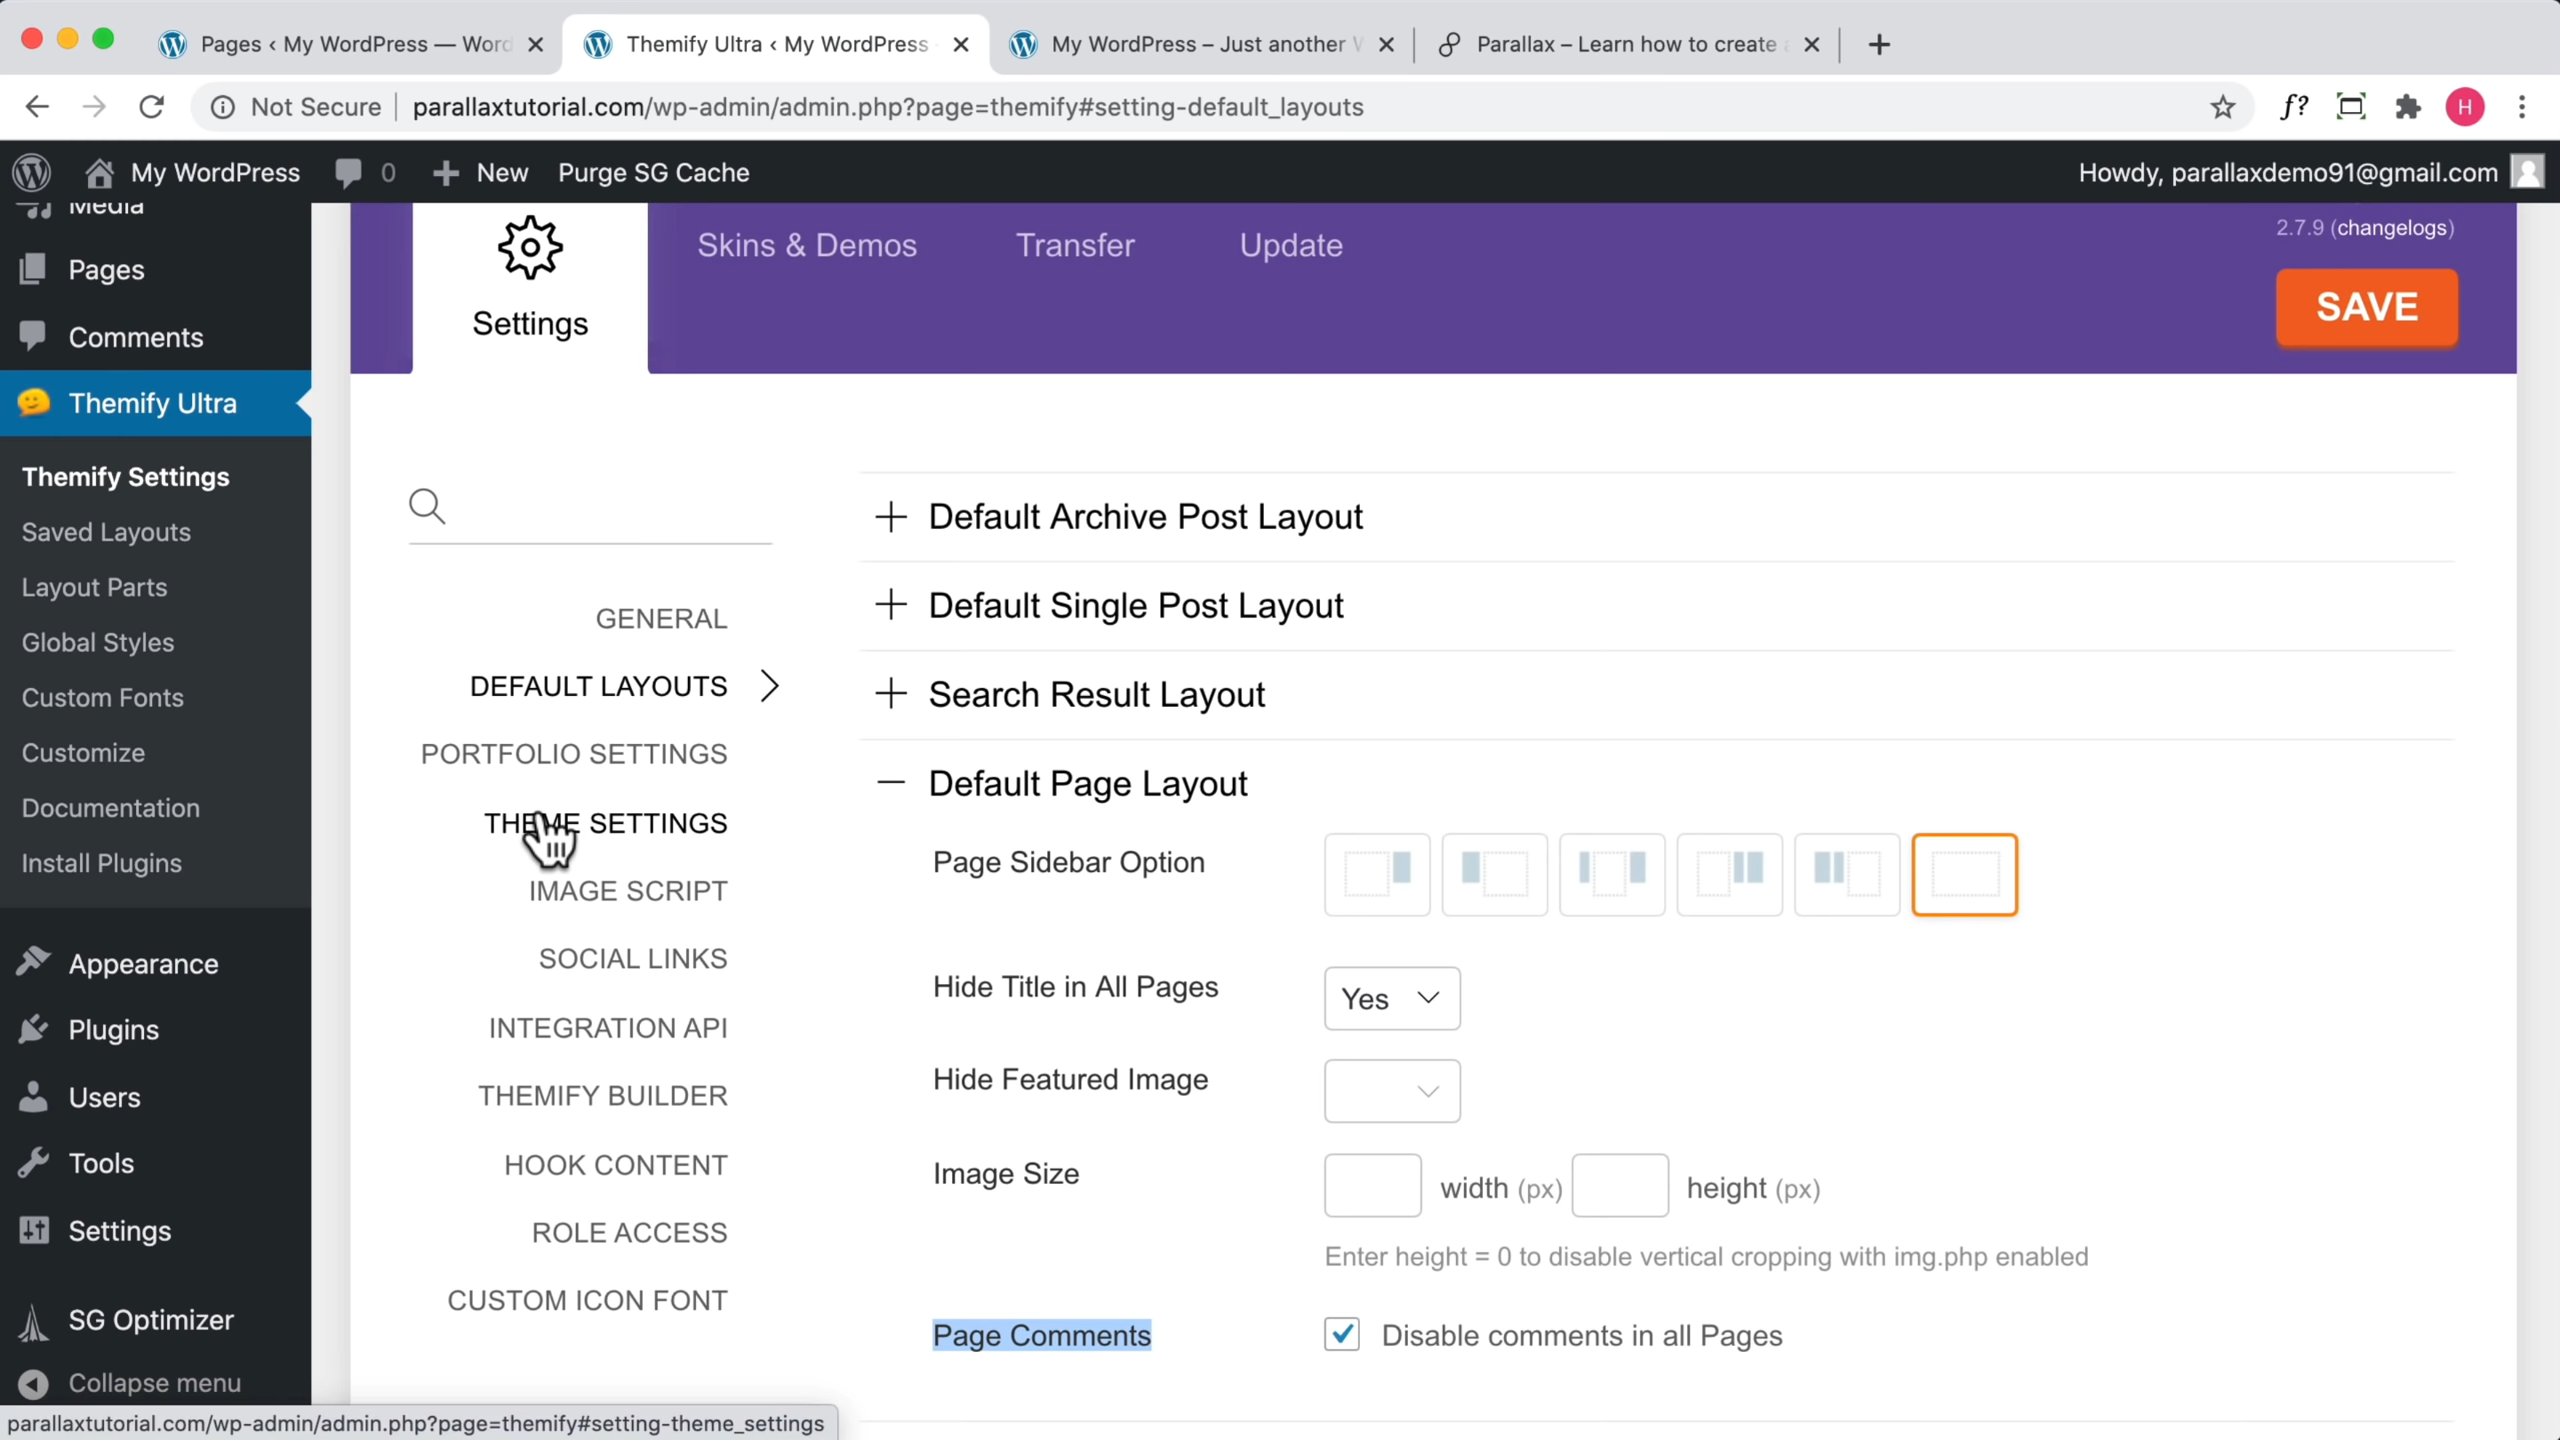 Pages ‹ My WordPress — Word
Themify Ultra ‹ My WordPress
My WordPress – Just another W
Parallax – Learn how to create a
Not Secure
parallaxtutorial.com/wp-admin/admin.php?page=themify#setting-default_layouts
f?
H
My WordPress
0
New
Purge SG Cache
Howdy, parallaxdemo91@gmail.com
Media
Pages
Comments
Themify Ultra
Themify Settings
Saved Layouts
Layout Parts
Global Styles
Custom Fonts
Customize
Documentation
Install Plugins
Appearance
Plugins
Users
Tools
Settings
SG Optimizer
Collapse menu
Settings
Skins & Demos
Transfer
Update
2.7.9 (changelogs)
SAVE
GENERAL
DEFAULT LAYOUTS
PORTFOLIO SETTINGS
THEME SETTINGS
IMAGE SCRIPT
SOCIAL LINKS
INTEGRATION API
THEMIFY BUILDER
HOOK CONTENT
ROLE ACCESS
CUSTOM ICON FONT
Default Archive Post Layout
Default Single Post Layout
Search Result Layout
Default Page Layout
Page Sidebar Option
Hide Title in All Pages
Yes
Hide Featured Image
Image Size
width (px)
height (px)
Enter height = 0 to disable vertical cropping with img.php enabled
Page Comments
Disable comments in all Pages
parallaxtutorial.com/wp-admin/admin.php?page=themify#setting-theme_settings